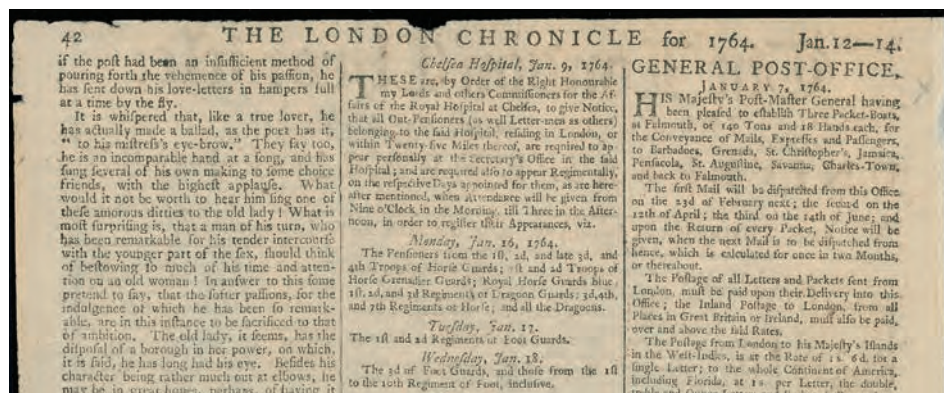 42 THE LONDON CHRONICLE for 1764. Jan. 12—14.
if the post had been an insufficient method of
pouring forth the vehemence of his passion, he
has sent down his love-letters in hampers full
at a time by the fly.
It is whispered that, like a true lover, he
has actually made a ballad, as the poet has it,
" to his mistress's eye-brow." They say too,
he is an incomparable hand at a song, and has
sung several of his own making to some choice
friends, with the highest applause. What
would it not be worth to hear him sing one of
these amorous ditties to the old lady! What is
most surprising is, that a man of his turn, who
has been remarkable for his tender intercourse
with the younger part of the sex, should think
of bestowing so much of his time and atten-
tion on an old woman! In answer to this some
pretend to say, that the softer passions, for the
indulgence of which he has been so remark-
able, are in this instance to be sacrificed to that
of ambition. The old lady, it seems, has the
disposal of a borough in her power, on which,
it is said, he has long had his eye. Besides his
character being rather much out at elbows, he
may be in great hopes, perhaps, of having it
Chelsea Hospital, Jan. 9, 1764.
THESE are, by Order of the Right Honourable
my Lords and others Commissioners for the Af-
fairs of the Royal Hospital at Chelsea, to give Notice,
that all Out-Pensioners (as well Letter-men as others)
belonging to the said Hospital, residing in London, or
within Twenty-five Miles thereof, are required to ap-
pear personally at the Secretary's Office in the said
Hospital; and are required also to appear Regimentally,
on the respective Days appointed for them, as are here-
after mentioned, when Attendance will be given from
Nine o'Clock in the Morning, till Three in the After-
noon, in order to register their Appearances, viz.
Monday, Jan. 16, 1764.
The Pensioners from the 1st, 2d, and late 3d, and
4th Troops of Horse Guards; 1st and 2d Troops of
Horse Grenadier Guards; Royal Horse Guards blue,
1st, 2d, and 3d Regiments of Dragoon Guards; 3d, 4th,
and 7th Regiments of Horse; and all the Dragoons.
Tuesday, Jan. 17.
The 1st and 2d Regiments of Foot Guards.
Wednesday, Jan. 18.
The 3d of Foot Guards, and those from the 1st
to the 10th Regiment of Foot, inclusive.
GENERAL POST-OFFICE,
JANUARY 7, 1764.
HIS Majesty's Post-Master General having
been pleased to establish Three Packet-Boats,
at Falmouth, of 140 Tons and 18 Hands each, for
the Conveyance of Mails, Expresses and Passengers,
to Barbadoes, Grenada, St. Christopher's, Jamaica,
Pensacola, St. Augustine, Savanna, Charles-Town,
and back to Falmouth.
The first Mail will be dispatched from this Office
on the 23d of February next; the second on the
12th of April; the third on the 14th of June; and
upon the Return of every Packet, Notice will be
given, when the next Mail is to be dispatched from
hence, which is calculated for once in two Months,
or thereabout.
The Postage of all Letters and Packets sent from
London, must be paid upon their Delivery into this
Office; the Inland Postage to London, from all
Places in Great Britain or Ireland, must also be paid,
over and above the said Rates.
The Postage from London to his Majesty's Islands
in the West-Indies, is at the Rate of 1s. 6d. for a
single Letter; to the whole Continent of America,
including Florida, at 1s. per Letter, the double,